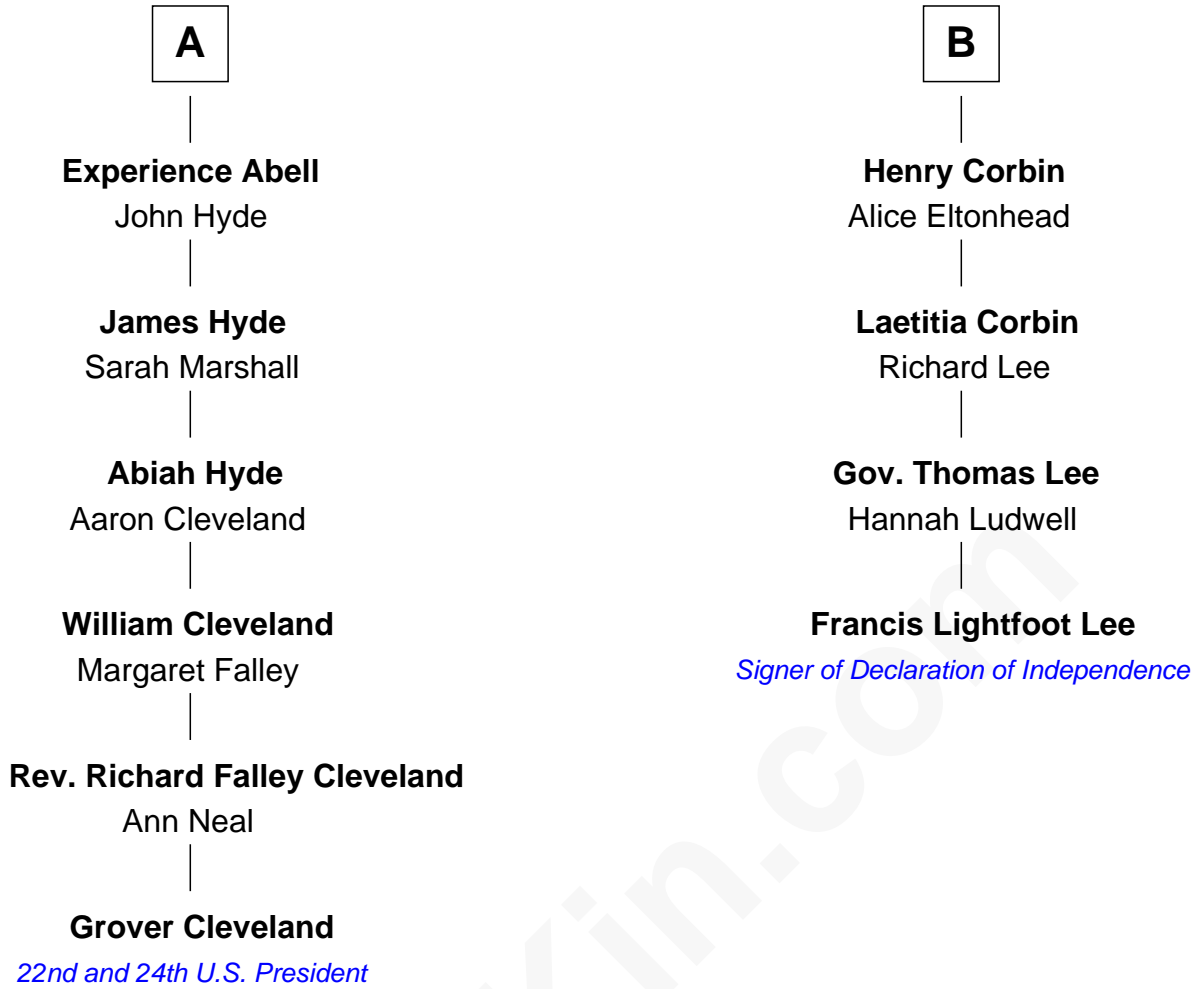 A
Experience Abell
John Hyde
James Hyde
Sarah Marshall
Abiah Hyde
Aaron Cleveland
William Cleveland
Margaret Falley
Rev. Richard Falley Cleveland
Ann Neal
Grover Cleveland
22nd and 24th U.S. President
B
Henry Corbin
Alice Eltonhead
Laetitia Corbin
Richard Lee
Gov. Thomas Lee
Hannah Ludwell
Francis Lightfoot Lee
Signer of Declaration of Independence
Kin.com